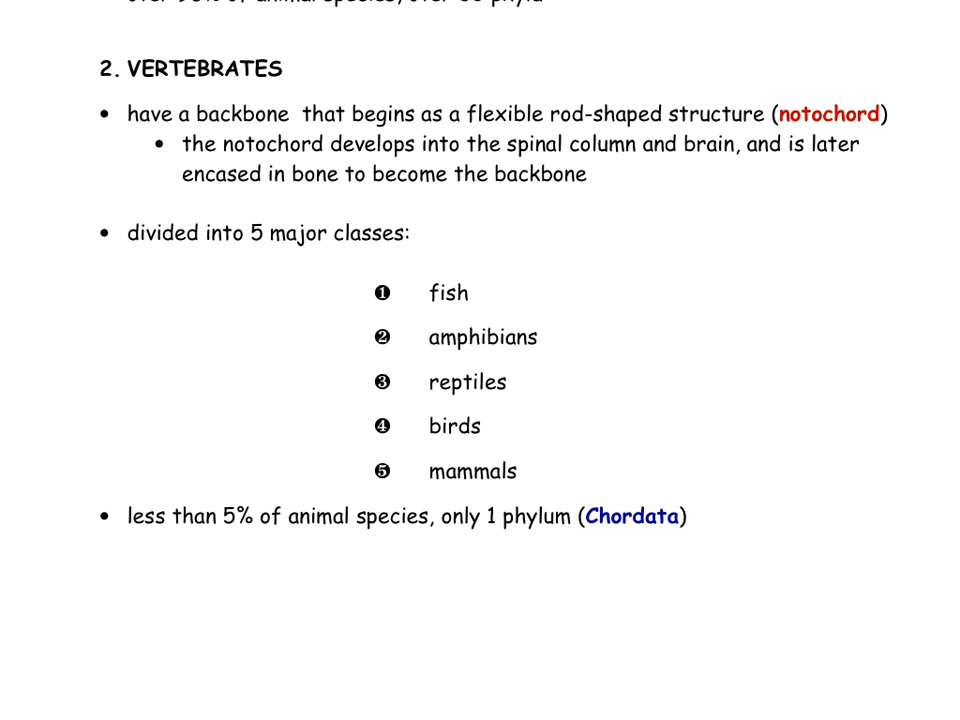 2. VERTEBRATES
• have a backbone that begins as a flexible rod-shaped structure (notochord)
• the notochord develops into the spinal column and brain, and is later
encased in bone to become the backbone
• divided into 5 major classes:
❶ fish
❷ amphibians
❸ reptiles
❹ birds
❺ mammals
• less than 5% of animal species, only 1 phylum (Chordata)